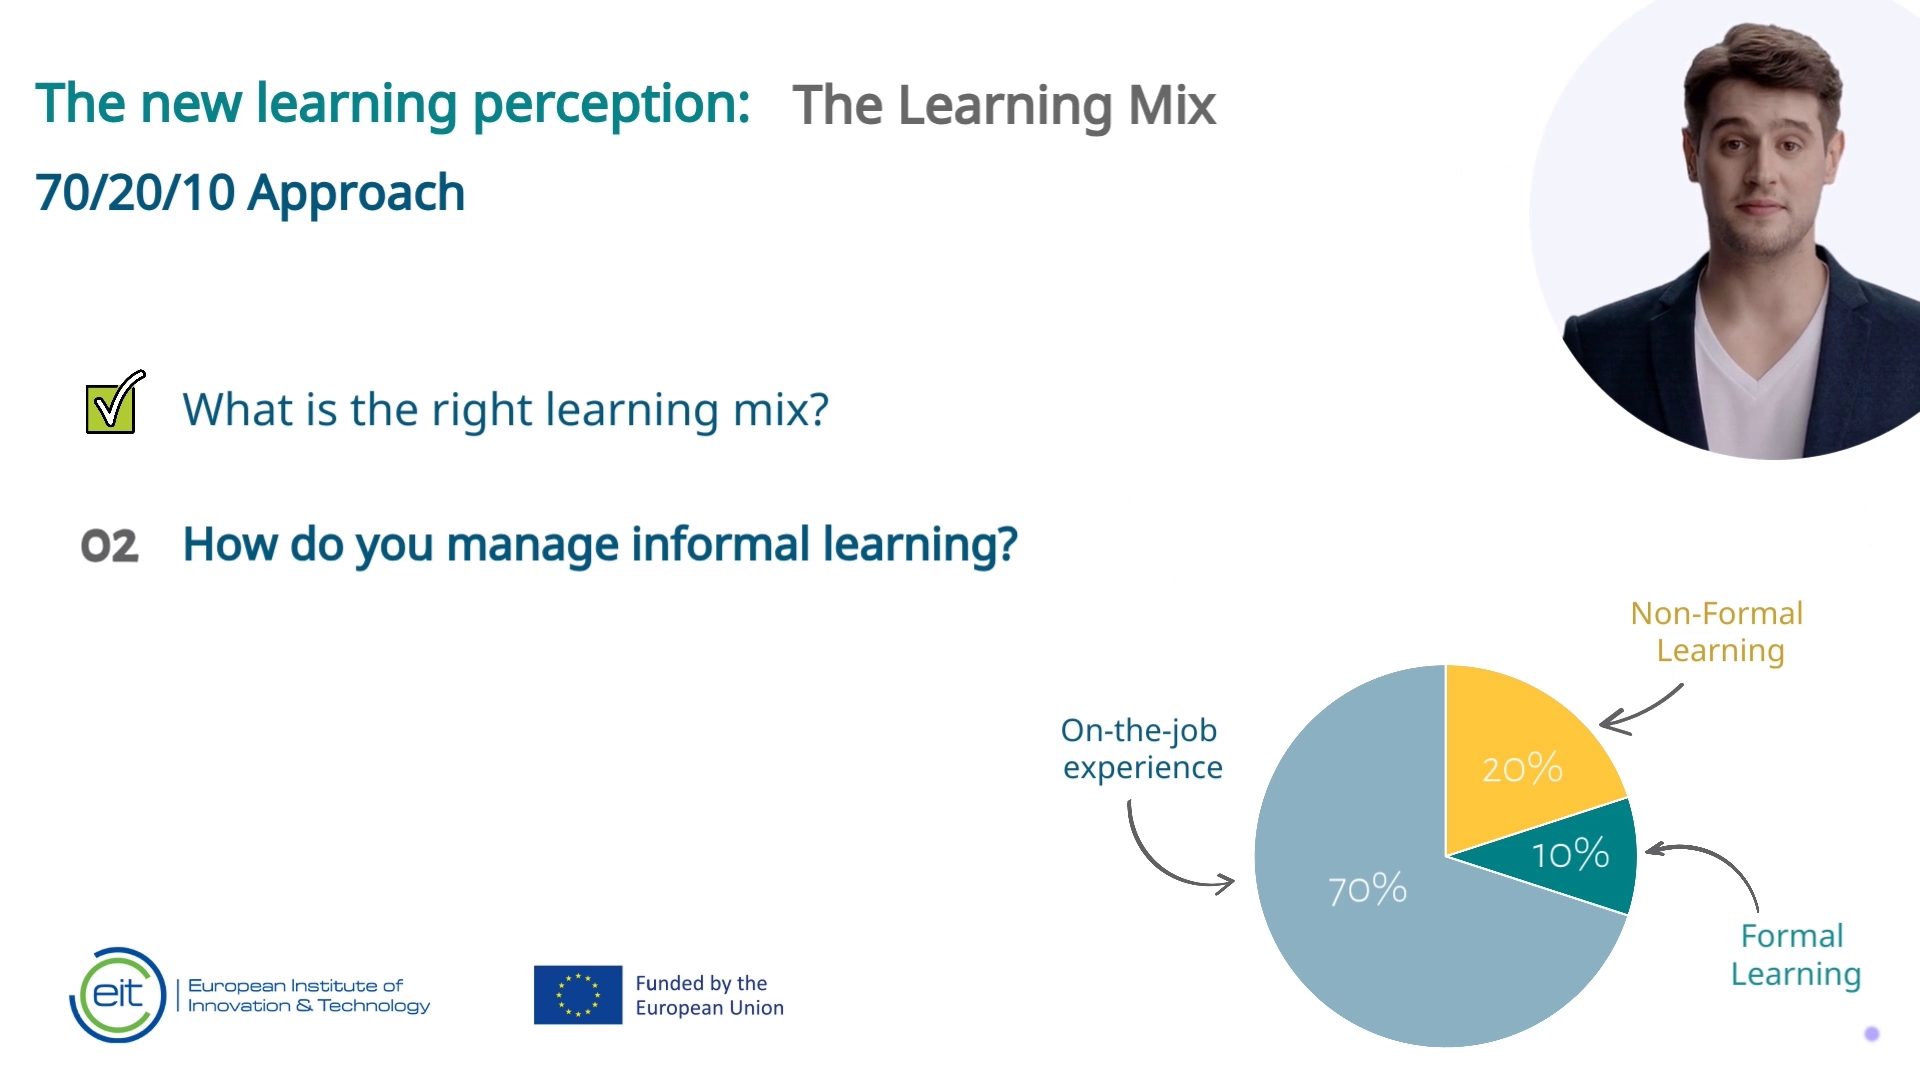 The new learning perception: The Learning Mix
70/20/10 Approach
What is the right learning mix?
02 How do you manage informal learning?
Non-Formal
Learning
On-the-job
experience
20%
10%
70%
Formal
Learning
eit European Institute of
Innovation & Technology
Funded by the
European Union